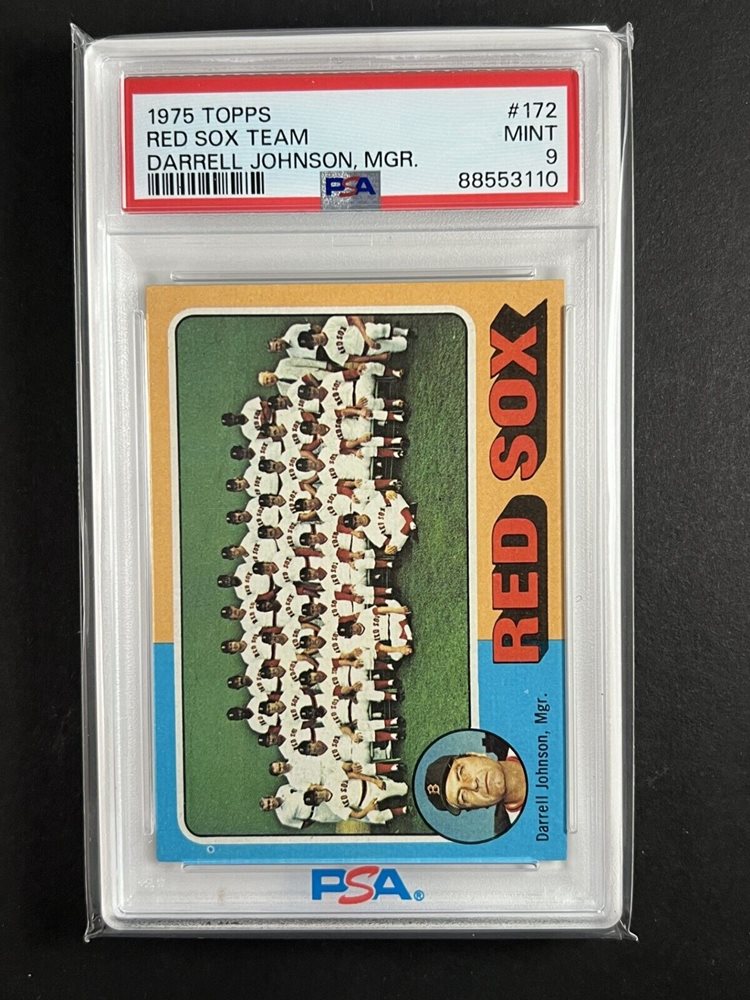 1975 TOPPS #172
RED SOX TEAM MINT
DARRELL JOHNSON, MGR. 9
PSA 88553110
RED SOX
Darrell Johnson, Mgr.
B
PSA®